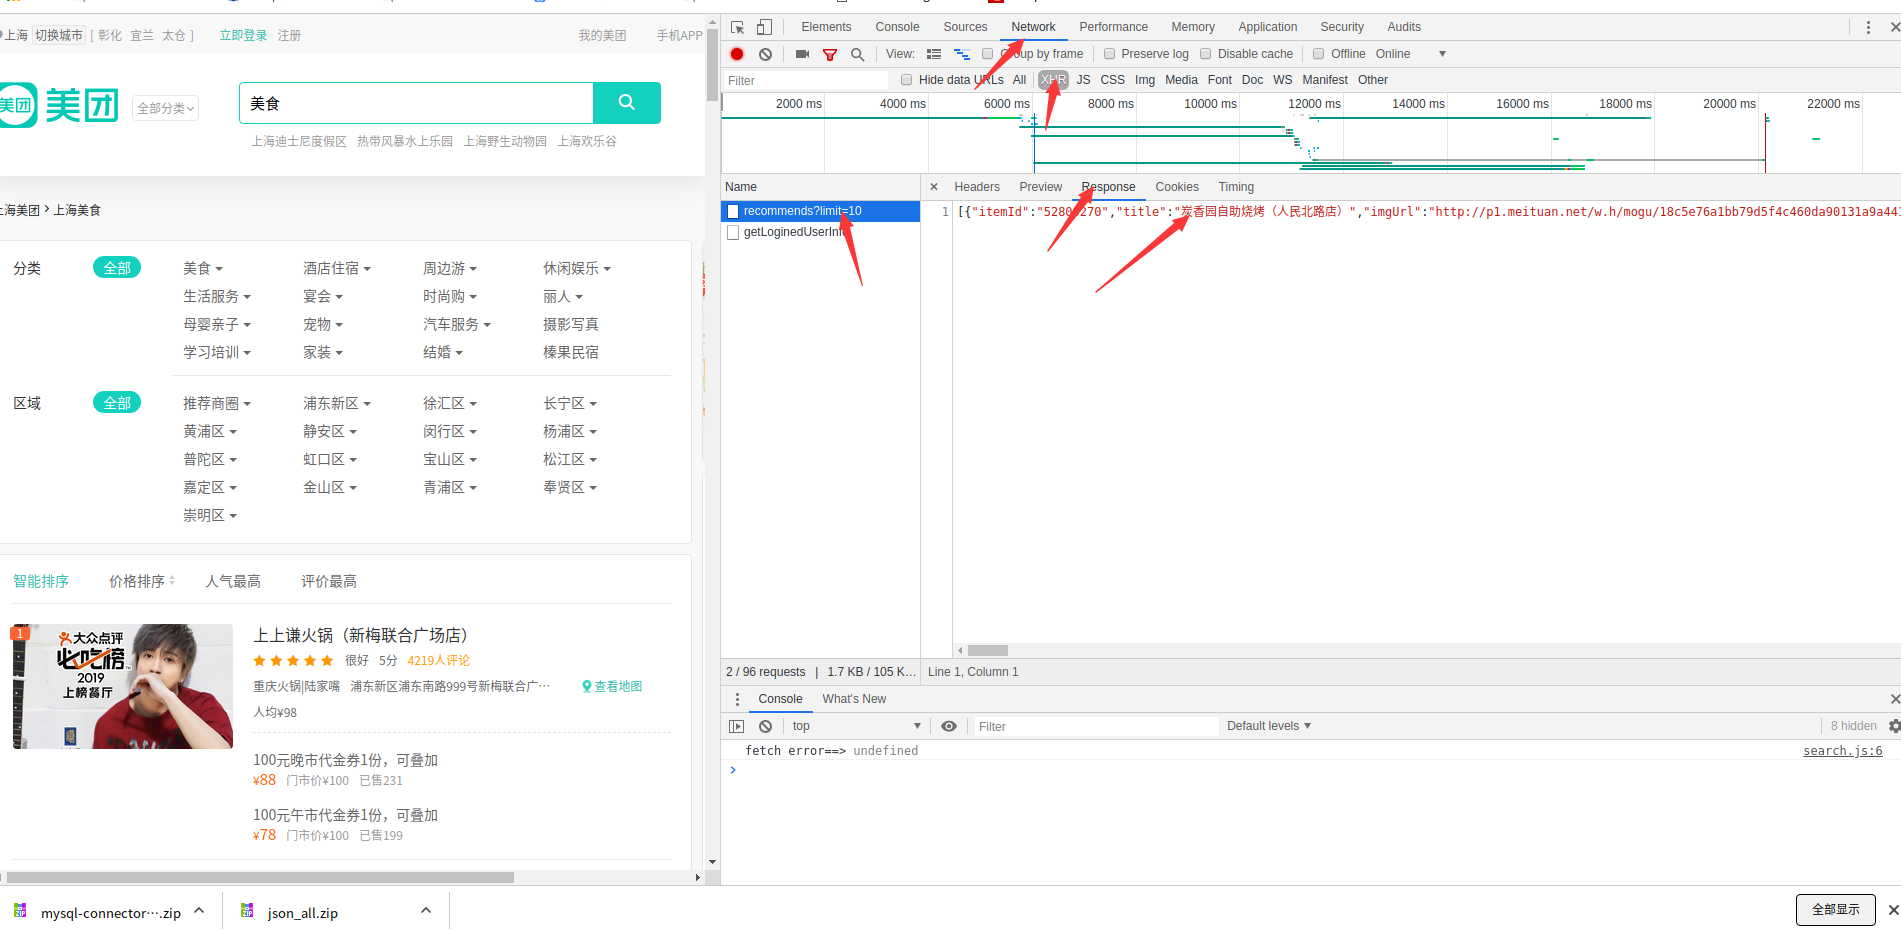 上海 切换城市 [ 彰化 宜兰 太仓 ] 立即登录 注册 我的美团 手机APP
美团 美团 全部分类 美食
上海迪士尼度假区 热带风暴水上乐园 上海野生动物园 上海欢乐谷
上海美团 > 上海美食
分类 全部 美食 酒店住宿 周边游 休闲娱乐
生活服务 宴会 时尚购 丽人
母婴亲子 宠物 汽车服务 摄影写真
学习培训 家装 结婚 榛果民宿
区域 全部 推荐商圈 浦东新区 徐汇区 长宁区
黄浦区 静安区 闵行区 杨浦区
普陀区 虹口区 宝山区 松江区
嘉定区 金山区 青浦区 奉贤区
崇明区
智能排序 价格排序 人气最高 评价最高
1
大众点评
必吃榜
2019
上榜餐厅
上上谦火锅（新梅联合广场店）
很好 5分 4219人评论
重庆火锅|陆家嘴 浦东新区浦东南路999号新梅联合广… 查看地图
人均¥98
100元晚市代金券1份，可叠加
¥88 门市价¥100 已售231
100元午市代金券1份，可叠加
¥78 门市价¥100 已售199
Elements Console Sources Network Performance Memory Application Security Audits
View: Group by frame Preserve log Disable cache Offline Online
Filter Hide data URLs All XHR JS CSS Img Media Font Doc WS Manifest Other
2000 ms 4000 ms 6000 ms 8000 ms 10000 ms 12000 ms 14000 ms 16000 ms 18000 ms 20000 ms 22000 ms
Name
recommends?limit=10
getLoginedUserInfo
× Headers Preview Response Cookies Timing
1 [{"itemId":"5280 270","title":"炭香园自助烧烤（人民北路店）","imgUrl":"http://p1.meituan.net/w.h/mogu/18c5e76a1bb79d5f4c460da90131a9a44
2 / 96 requests | 1.7 KB / 105 K… Line 1, Column 1
Console What's New
top Filter Default levels 8 hidden
fetch error==> undefined search.js:6
>
mysql-connector-….zip json_all.zip 全部显示